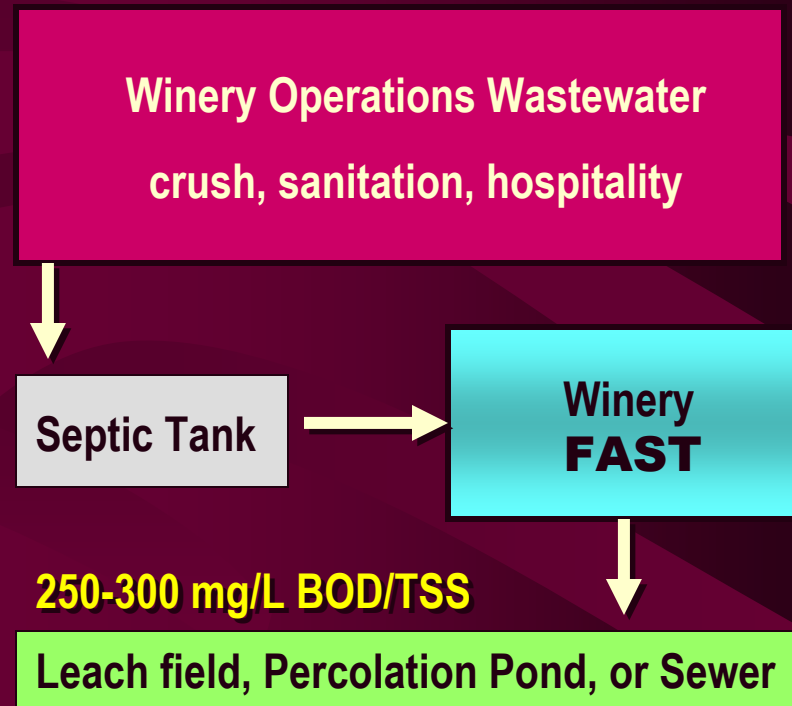 Winery Operations Wastewater
crush, sanitation, hospitality
Septic Tank
Winery
FAST
250-300 mg/L BOD/TSS
Leach field, Percolation Pond, or Sewer